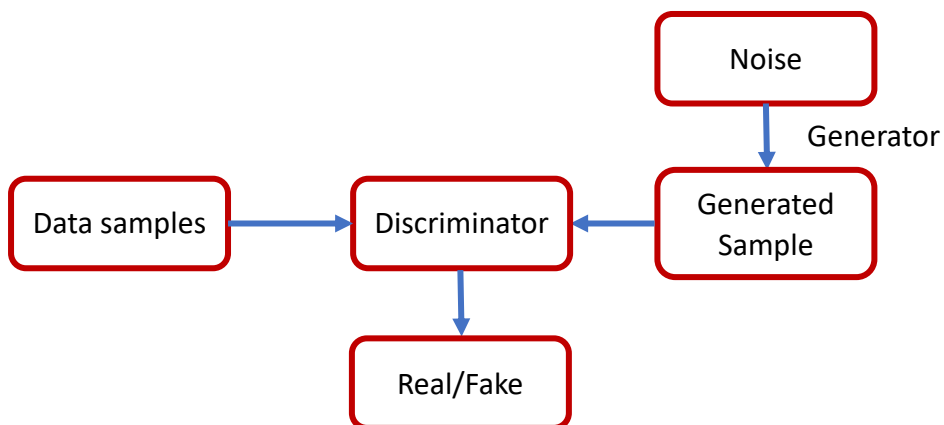 Noise
Generator
Data samples
Discriminator
Generated
Sample
Real/Fake